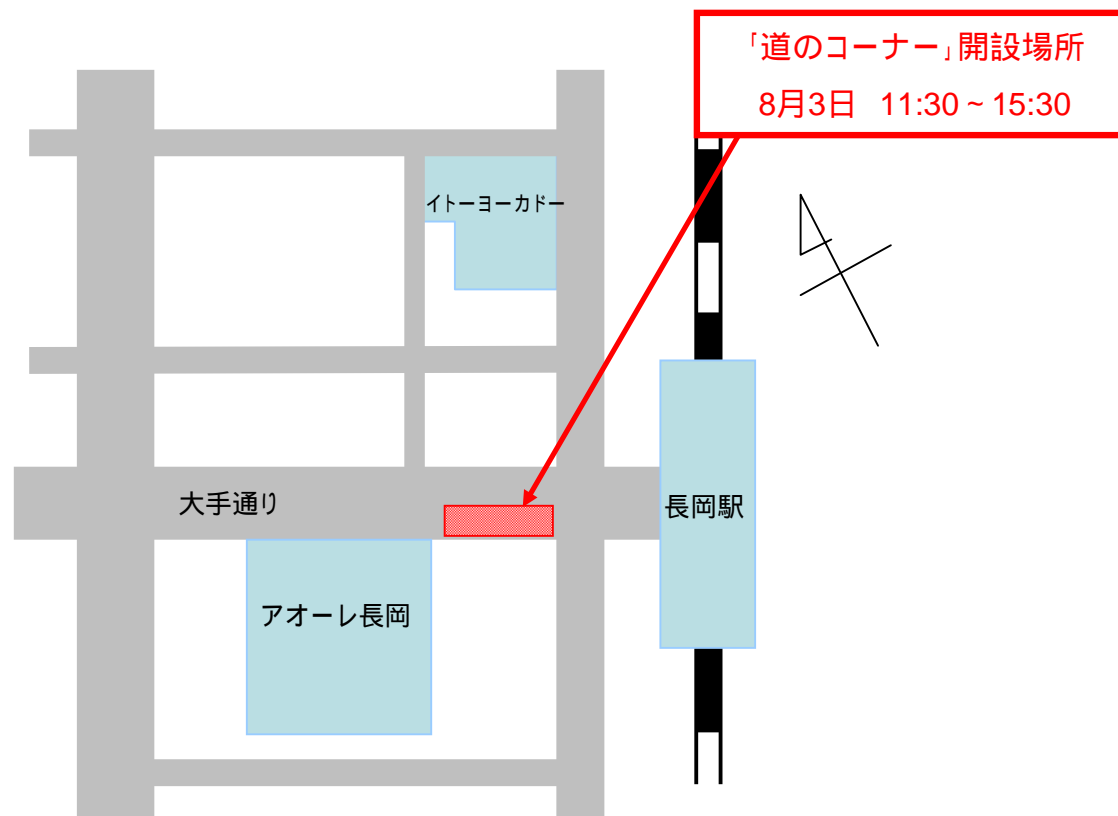 「道のコーナー」開設場所
8月3日 11:30~15:30
イトーヨーカドー
大手通り
長岡駅
アオーレ長岡